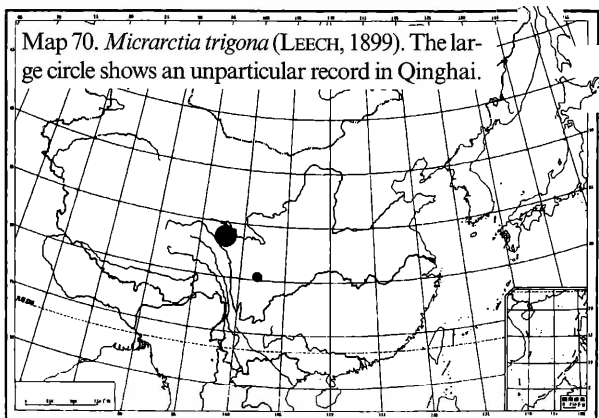 Map 70. Micrarctia trigona (LEECH, 1899). The lar-
ge circle shows an unparticular record in Qinghai.